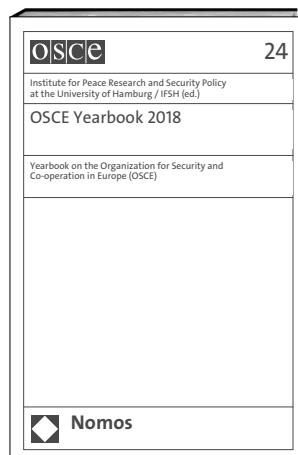 osce
24
Institute for Peace Research and Security Policy
at the University of Hamburg / IFSH (ed.)
OSCE Yearbook 2018
Yearbook on the Organization for Security and
Co-operation in Europe (OSCE)
Nomos